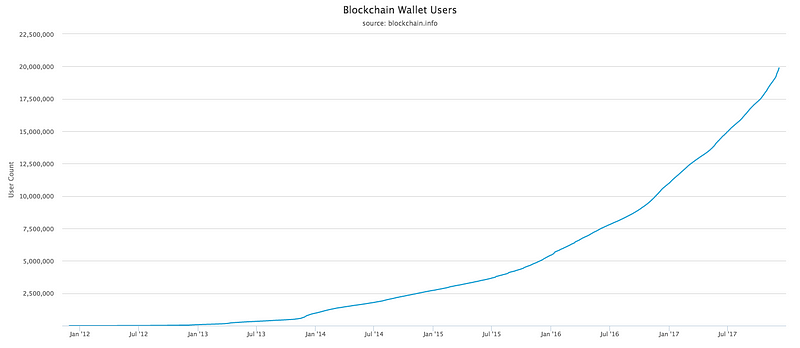 Blockchain Wallet Users
source: blockchain.info
User Count
22,500,000
20,000,000
17,500,000
15,000,000
12,500,000
10,000,000
7,500,000
5,000,000
2,500,000
Jan '12 Jul '12 Jan '13 Jul '13 Jan '14 Jul '14 Jan '15 Jul '15 Jan '16 Jul '16 Jan '17 Jul '17